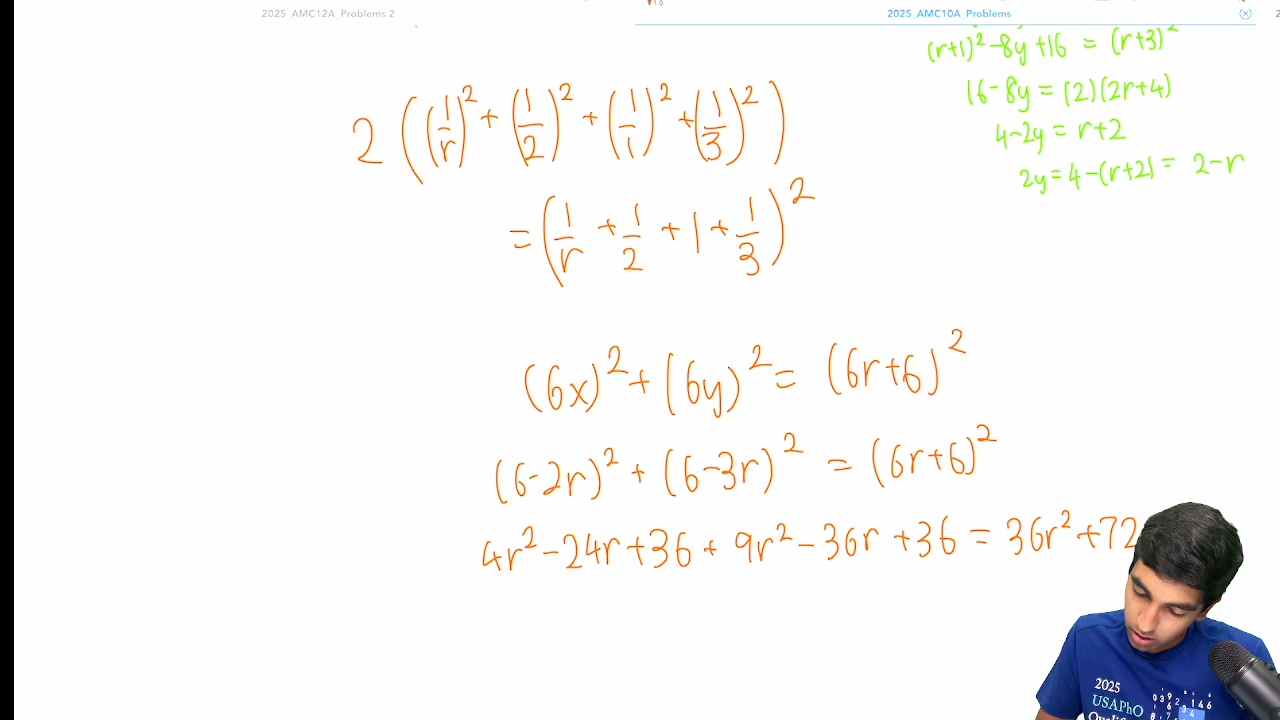 2025_AMC12A_Problems 2
2025_AMC10A_Problems
(r+1)² - 8y + 16 = (r+3)²
16 - 8y = (2)(2r+4)
4 - 2y = r + 2
2y = 4 - (r+2) = 2 - r
2((1/r)² + (1/2)² + (1/1)² + (1/3)²)
= (1/r + 1/2 + 1 + 1/3)²
(6x)² + (6y)² = (6r+6)²
(6-2r)² + (6-3r)² = (6r+6)²
4r² - 24r + 36 + 9r² - 36r + 36 = 36r² + 72
2025
USAPhO